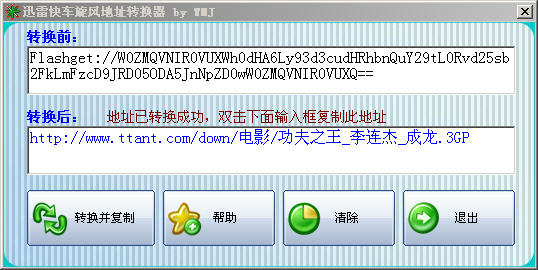 迅雷快车旋风地址转换器 by WMJ
转换前：
Flashget://W0ZMQVNIR0VUXWh0dHA6Ly93d3cudHRhbnQuY29tL0Rvd25sb
2FkLmFzcD9JRD05ODA5JnNpZD0wW0ZMQVNIR0VUXQ==
转换后： 地址已转换成功，双击下面输入框复制此地址
http://www.ttant.com/down/电影/功夫之王_李连杰_成龙.3GP
转换并复制 帮助 清除 退出